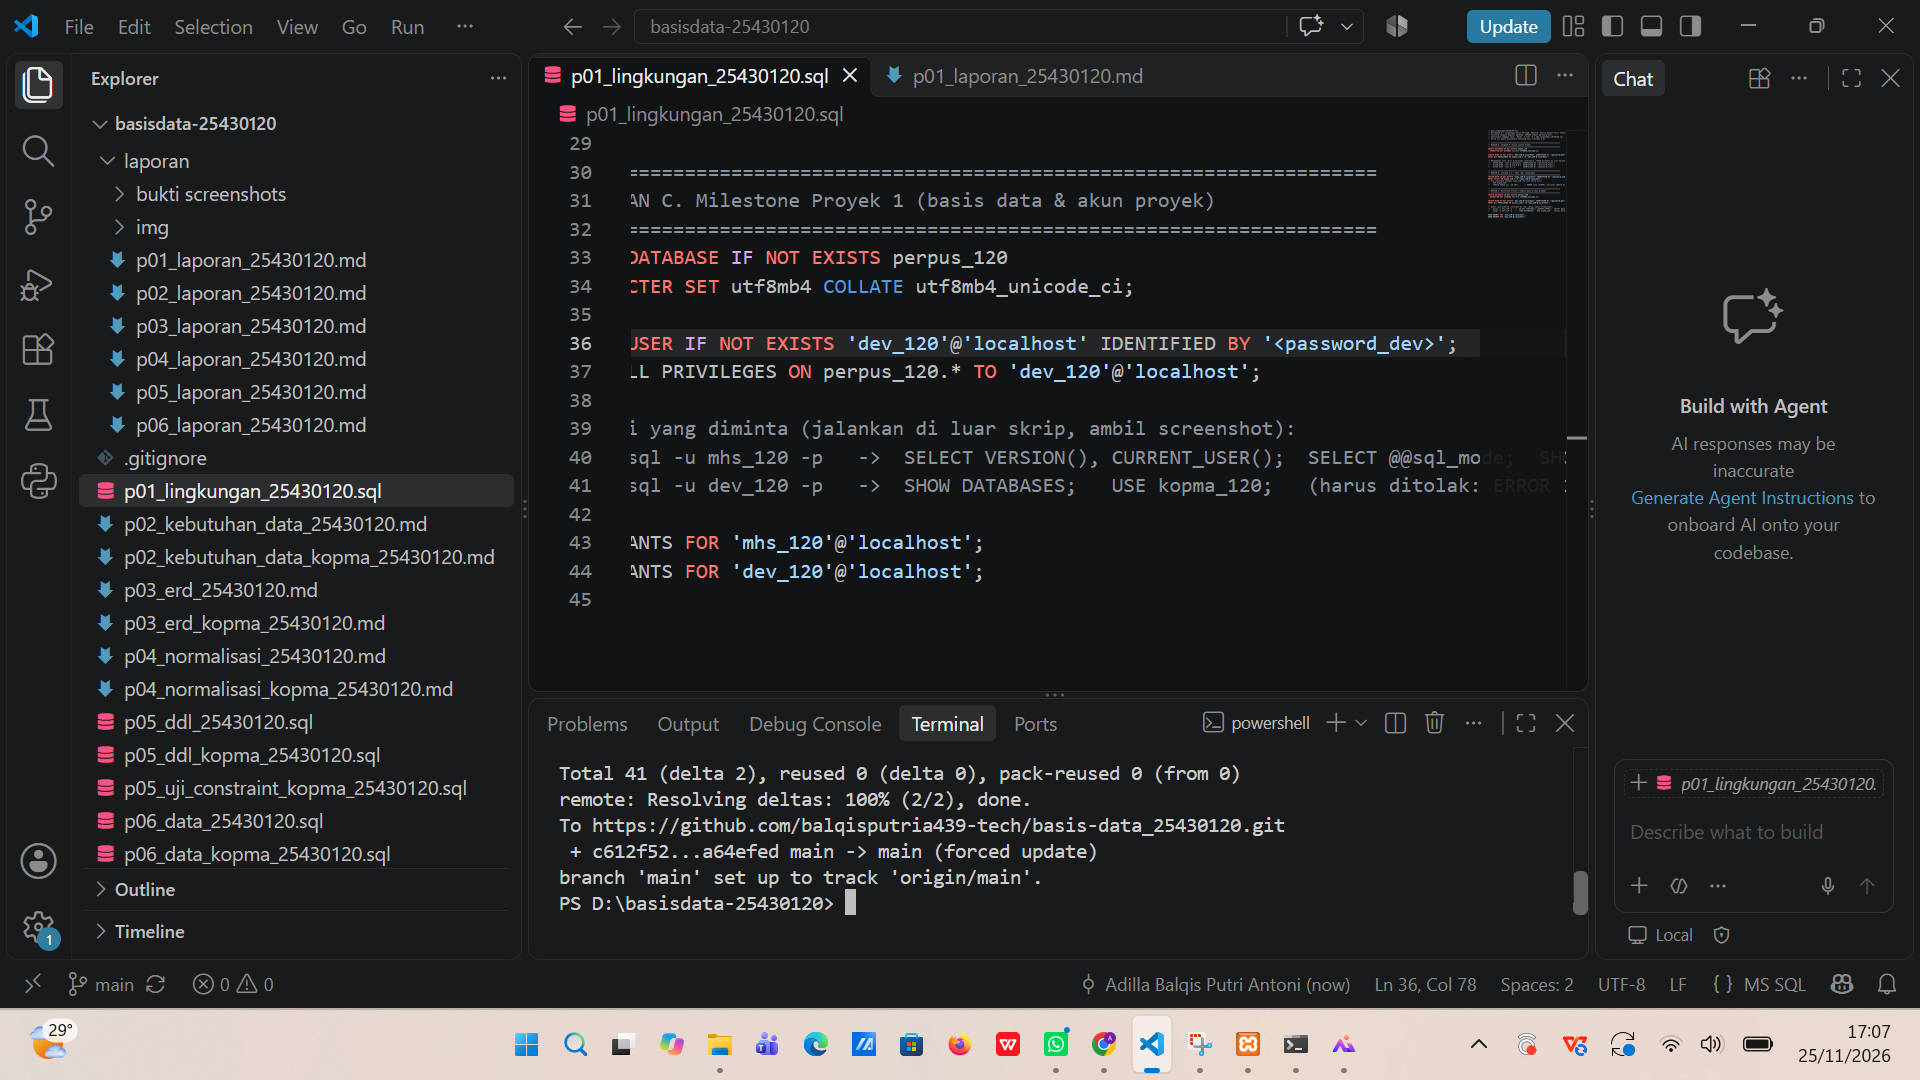 File Edit Selection View Go Run ···
basisdata-25430120
Update
Explorer
basisdata-25430120
laporan
bukti screenshots
img
p01_laporan_25430120.md
p02_laporan_25430120.md
p03_laporan_25430120.md
p04_laporan_25430120.md
p05_laporan_25430120.md
p06_laporan_25430120.md
.gitignore
p01_lingkungan_25430120.sql
p02_kebutuhan_data_25430120.md
p02_kebutuhan_data_kopma_25430120.md
p03_erd_25430120.md
p03_erd_kopma_25430120.md
p04_normalisasi_25430120.md
p04_normalisasi_kopma_25430120.md
p05_ddl_25430120.sql
p05_ddl_kopma_25430120.sql
p05_uji_constraint_kopma_25430120.sql
p06_data_25430120.sql
p06_data_kopma_25430120.sql
Outline
Timeline
1
p01_lingkungan_25430120.sql
p01_laporan_25430120.md
p01_lingkungan_25430120.sql
29
30 =================================================================
31 AN C. Milestone Proyek 1 (basis data & akun proyek)
32 =================================================================
33 DATABASE IF NOT EXISTS perpus_120
34 CTER SET utf8mb4 COLLATE utf8mb4_unicode_ci;
35
36 USER IF NOT EXISTS 'dev_120'@'localhost' IDENTIFIED BY '<password_dev>';
37 LL PRIVILEGES ON perpus_120.* TO 'dev_120'@'localhost';
38
39 i yang diminta (jalankan di luar skrip, ambil screenshot):
40 sql -u mhs_120 -p -> SELECT VERSION(), CURRENT_USER(); SELECT @@sql_mode; SH
41 sql -u dev_120 -p -> SHOW DATABASES; USE kopma_120; (harus ditolak: ERROR 1
42
43 ANTS FOR 'mhs_120'@'localhost';
44 ANTS FOR 'dev_120'@'localhost';
45
Problems Output Debug Console Terminal Ports
powershell
Total 41 (delta 2), reused 0 (delta 0), pack-reused 0 (from 0)
remote: Resolving deltas: 100% (2/2), done.
To https://github.com/balqisputria439-tech/basis-data_25430120.git
+ c612f52...a64efed main -> main (forced update)
branch 'main' set up to track 'origin/main'.
PS D:\basisdata-25430120>
Chat
Build with Agent
AI responses may be
inaccurate
Generate Agent Instructions to
onboard AI onto your
codebase.
p01_lingkungan_25430120.
Describe what to build
Local
main 0 0
Adilla Balqis Putri Antoni (now) Ln 36, Col 78 Spaces: 2 UTF-8 LF {} MS SQL
29°
17:07
25/11/2026